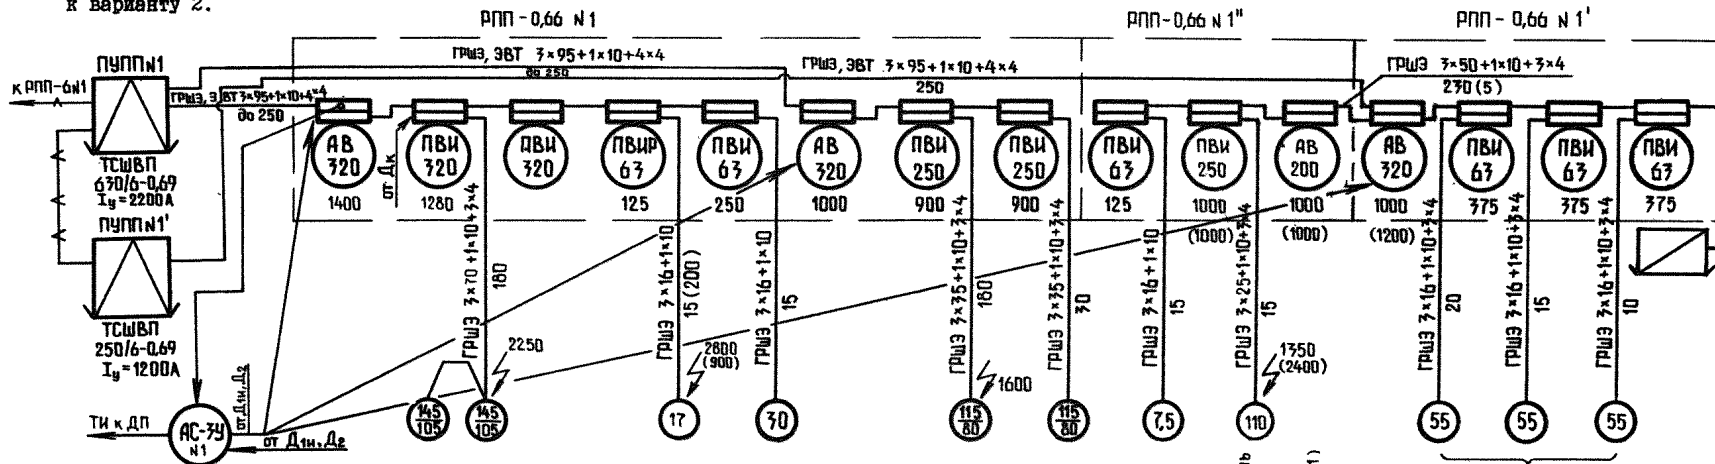 к варианту 2.
РПП-0,66 N1
РПП-0,66 N1"
РПП-0,66 N1'
ПУПП N1
к РПП-6N1
ГРШЭ, ЭВТ 3×95+1×10+4×4
до 250
ГРШЭ, ЭВТ 3×95+1×10+4×4
до 250
ГРШЭ, ЭВТ 3×95+1×10+4×4
250
ГРШЭ 3×50+1×10+3×4
230 (5)
ТСШВП
630/6-0,69
Iу=2200А
ПУПП N1'
ТСШВП
250/6-0,69
Iу=1200А
АВ 320
ПВИ 320
ПВИ 320
ПВИР 63
ПВИ 63
АВ 320
ПВИ 250
ПВИ 250
ПВИ 63
ПВИ 250
АВ 200
АВ 320
ПВИ 63
ПВИ 63
ПВИ 63
1400
1280
125
250
1000
900
900
125
1000
(1000)
1000
(1000)
1000
(1200)
375
375
375
от Дк
ГРШЭ 3×70+1×10+3×4
180
ГРШЭ 3×16+1×10
15 (200)
ГРШЭ 3×16+1×10
15
ГРШЭ 3×35+1×10+3×4
180
ГРШЭ 3×35+1×10+3×4
30
ГРШЭ 3×16+1×10
15
ГРШЭ 3×25+1×10+3×4
15
ГРШЭ 3×16+1×10+3×4
20
ГРШЭ 3×16+1×10+3×4
15
ГРШЭ 3×16+1×10+3×4
10
2250
2800
(900)
1600
1350
(2400)
145/105
145/105
17
30
115/80
115/80
7,5
110
55
55
55
ТИ к ДП
АС-3У
N1
от Д1н, Д2
от Д1н, Д2